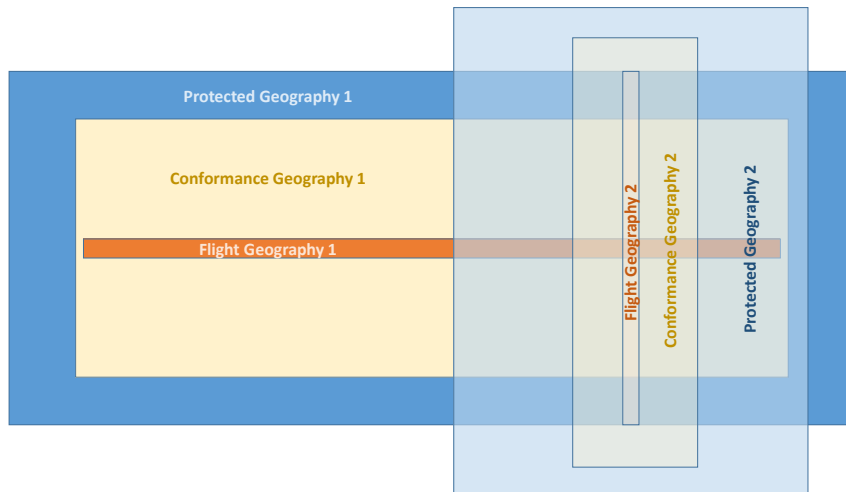 Protected Geography 1
Conformance Geography 1
Flight Geography 1
Flight Geography 2
Conformance Geography 2
Protected Geography 2